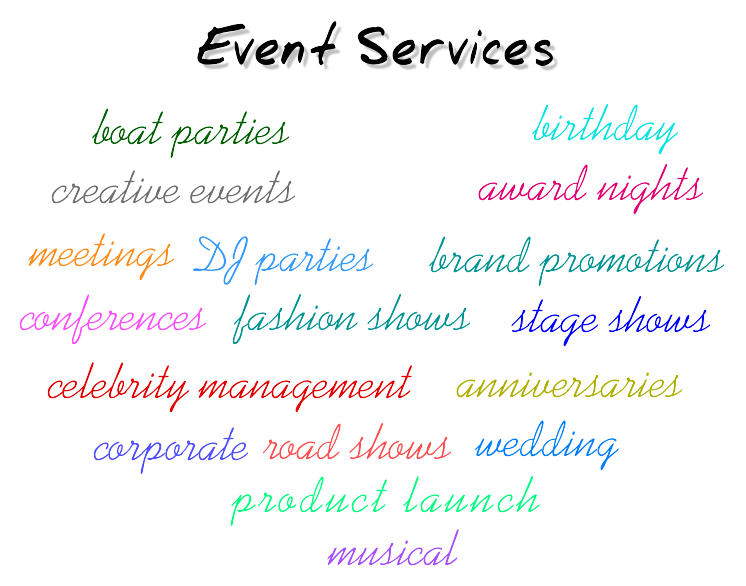 Event Services
boat parties birthday
creative events award nights
meetings DJ parties brand promotions
conferences fashion shows stage shows
celebrity management anniversaries
corporate road shows wedding
product launch
musical